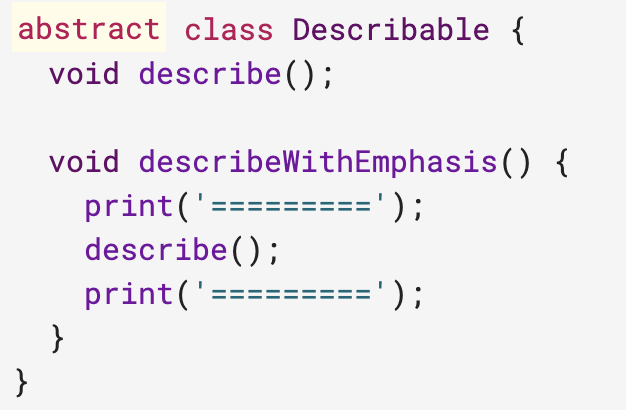 abstract class Describable {
  void describe();

  void describeWithEmphasis() {
    print('=========');
    describe();
    print('=========');
  }
}